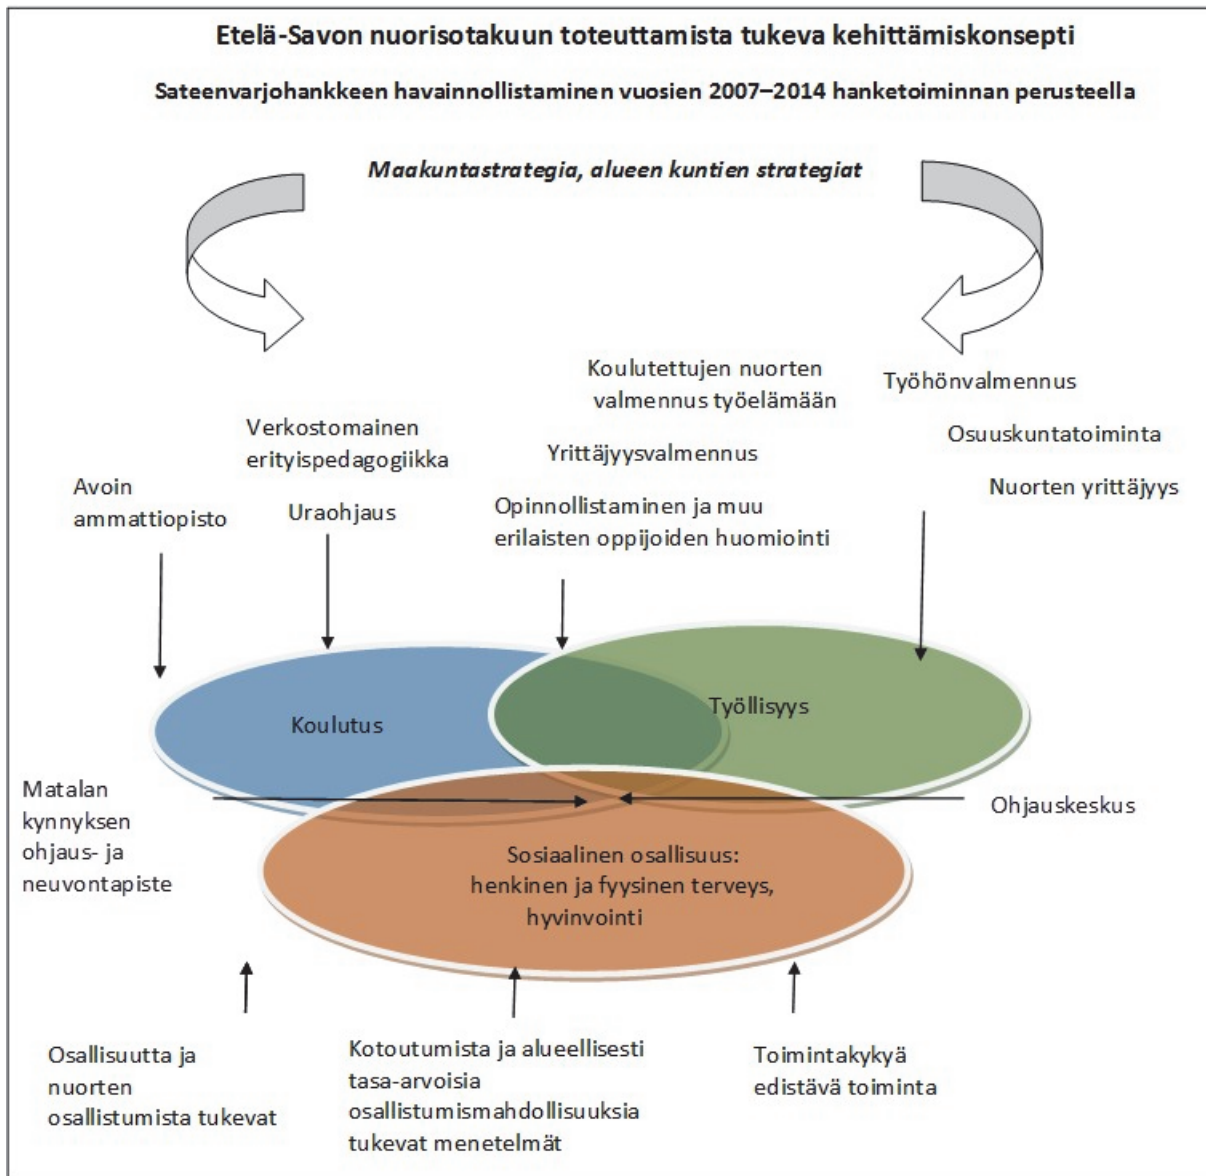 Etelä-Savon nuorisotakuun toteuttamista tukeva kehittämiskonsepti
Sateenvarjohankkeen havainnollistaminen vuosien 2007–2014 hanketoiminnan perusteella
Maakuntastrategia, alueen kuntien strategiat
Koulutettujen nuorten
valmennus työelämään
Työhönvalmennus
Verkostomainen
erityispedagogiikka
Yrittäjyysvalmennus
Osuuskuntatoiminta
Avoin
ammattiopisto
Uraohjaus
Opinnollistaminen ja muu
erilaisten oppijoiden huomiointi
Nuorten yrittäjyys
Koulutus
Työllisyys
Matalan
kynnyksen
ohjaus- ja
neuvontapiste
Ohjauskeskus
Sosiaalinen osallisuus:
henkinen ja fyysinen terveys,
hyvinvointi
Osallisuutta ja
nuorten
osallistumista tukevat
Kotoutumista ja alueellisesti
tasa-arvoisia
osallistumismahdollisuuksia
tukevat menetelmät
Toimintakykyä
edistävä toiminta